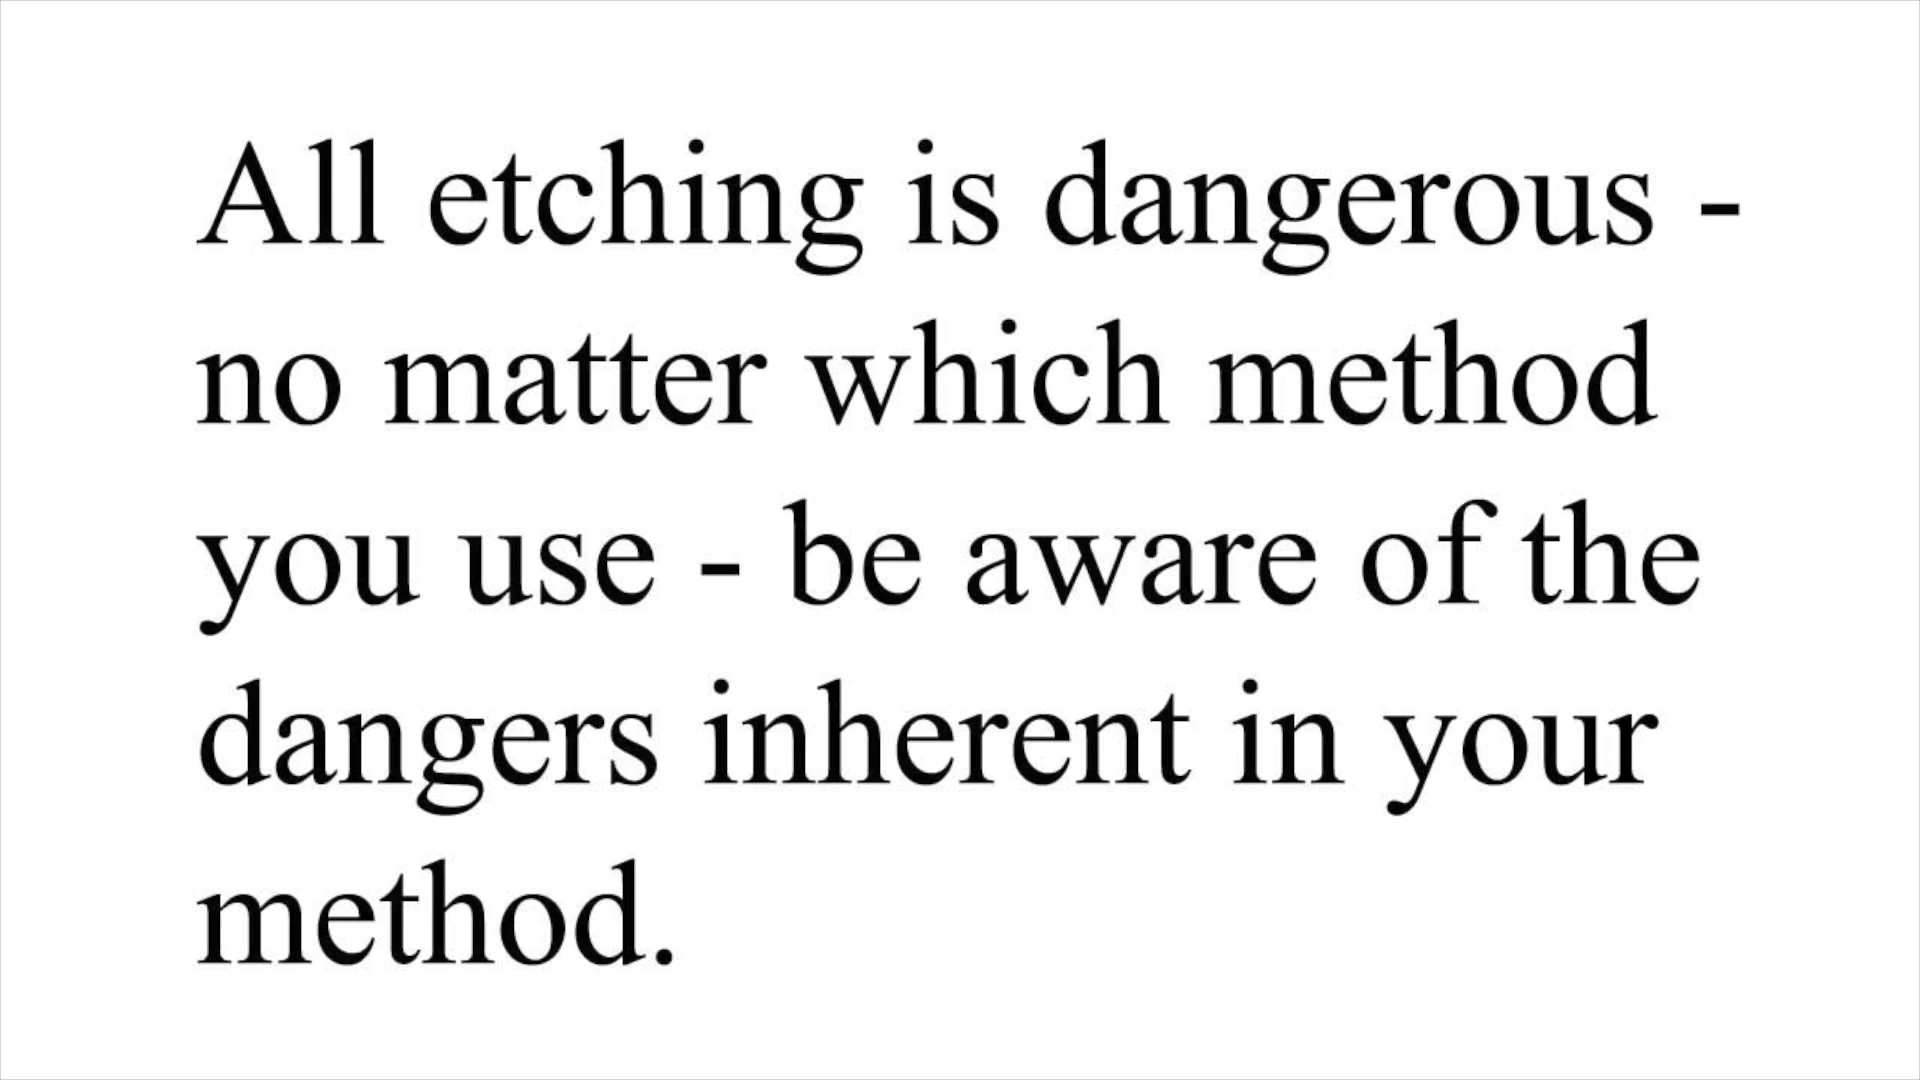 All etching is dangerous -
no matter which method
you use - be aware of the
dangers inherent in your
method.